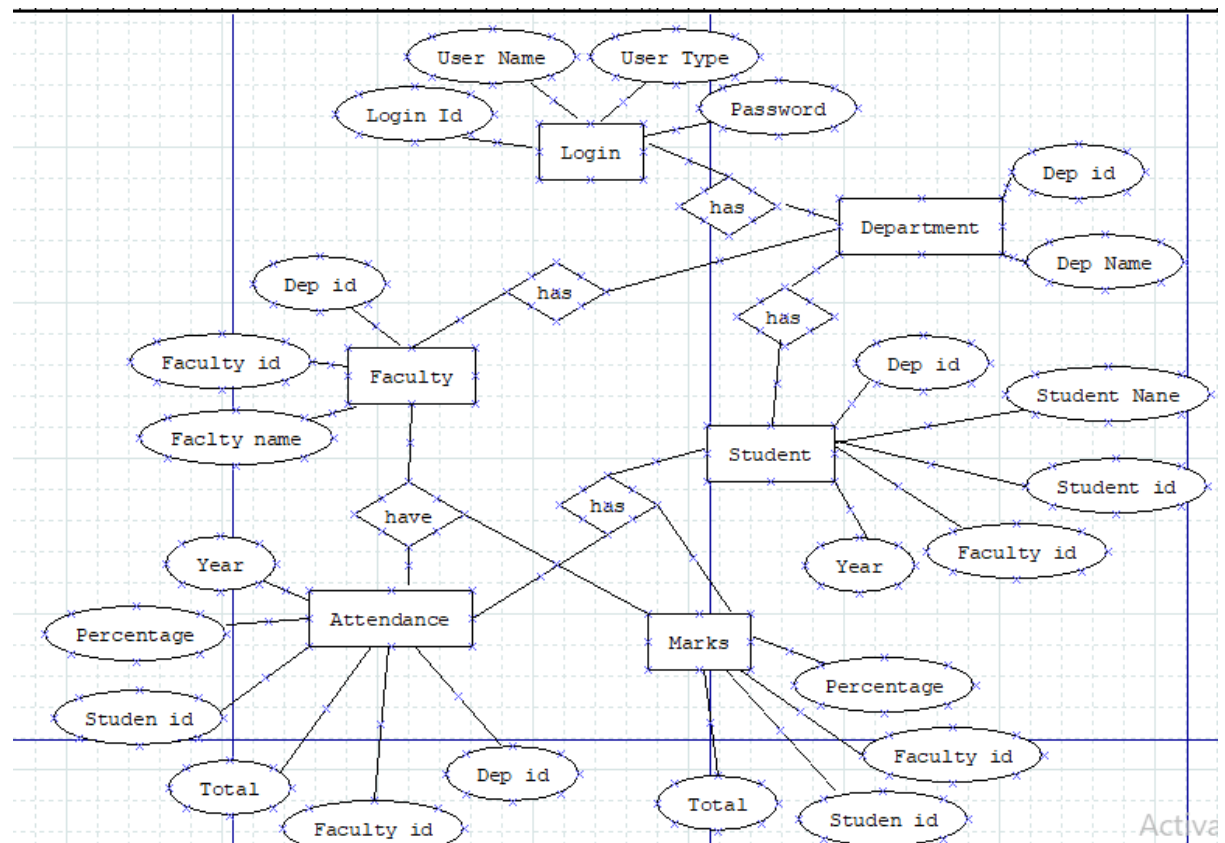 User Name
User Type
Login Id
Password
Login
Dep id
has
Department
Dep Name
Dep id
has
has
Faculty id
Faculty
Dep id
Student Nane
Faclty name
Student
Student id
has
have
Faculty id
Year
Year
Attendance
Percentage
Marks
Percentage
Studen id
Faculty id
Dep id
Total
Total
Studen id
Faculty id
Activa